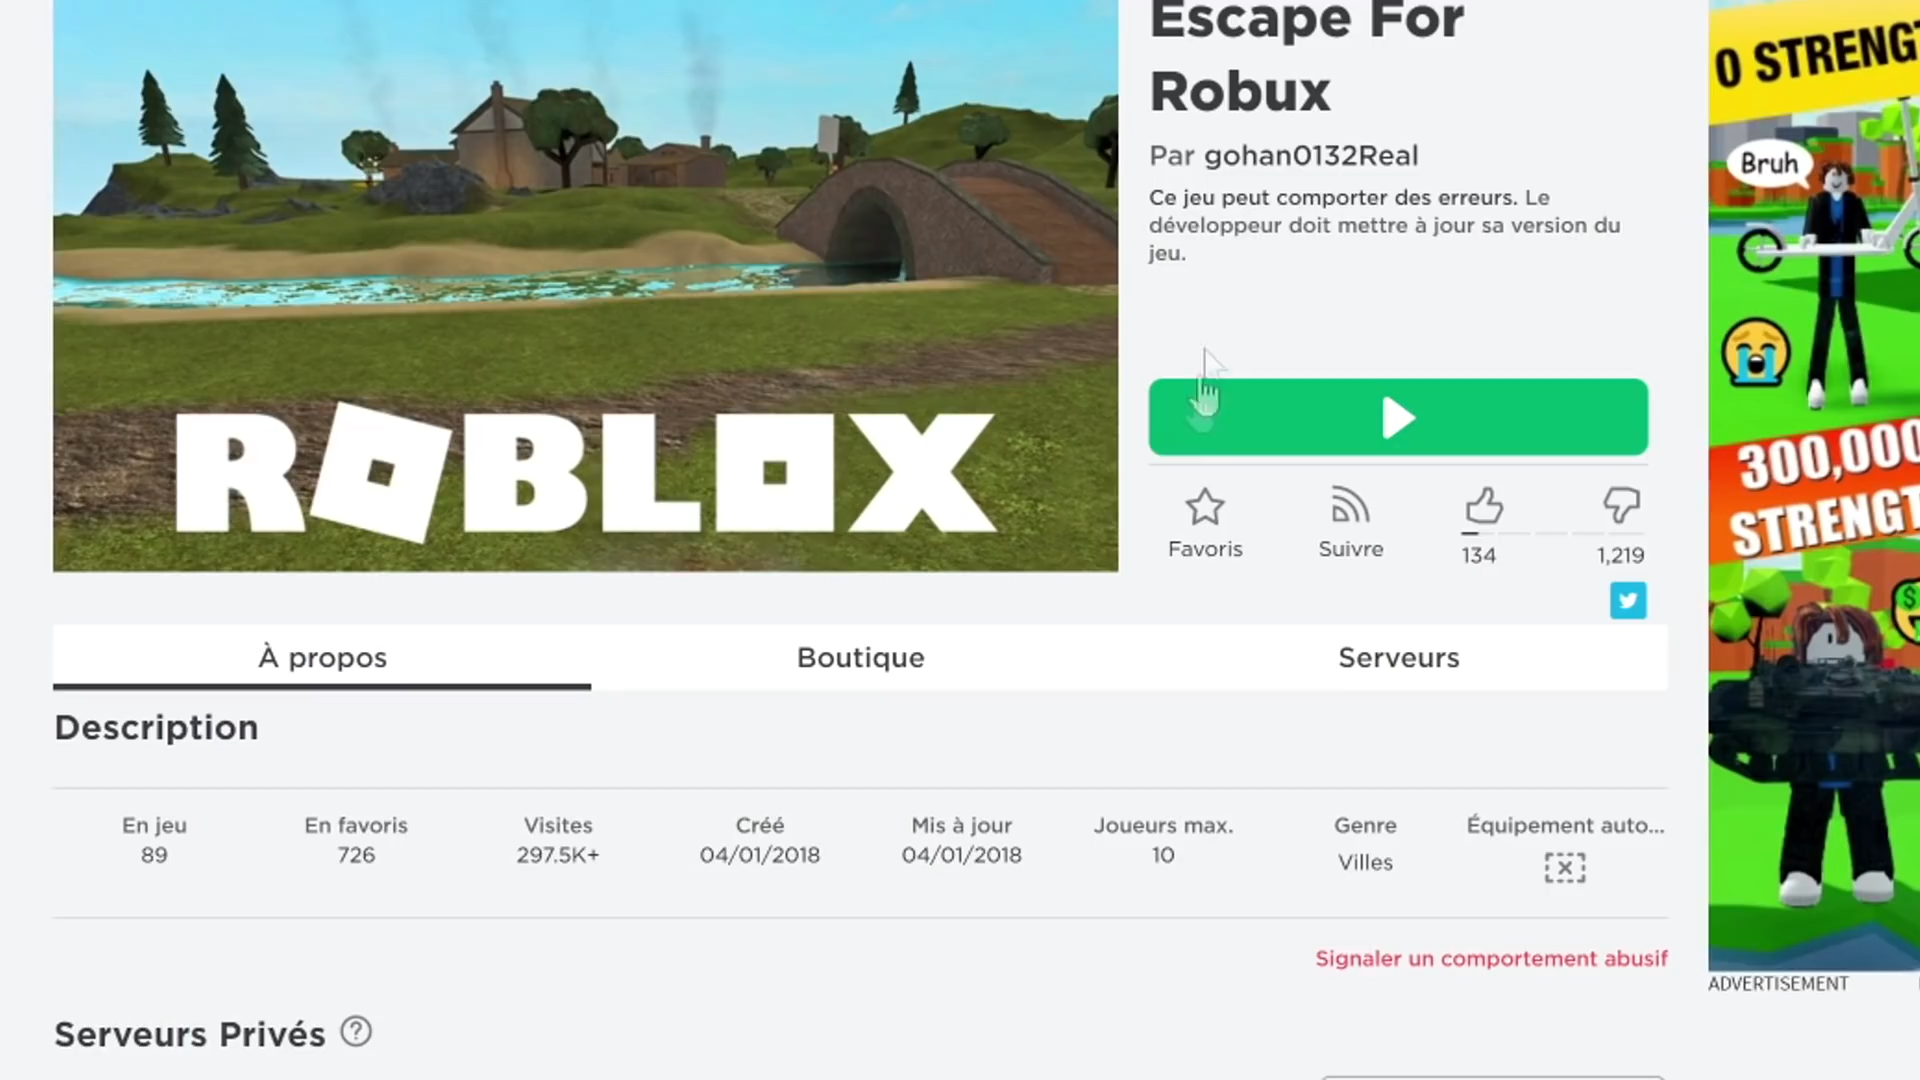 Escape For
Robux
Par gohan0132Real
Ce jeu peut comporter des erreurs. Le
développeur doit mettre à jour sa version du
jeu.
ROBLOX
Favoris
Suivre
134
1,219
À propos
Boutique
Serveurs
Description
En jeu
89
En favoris
726
Visites
297.5K+
Créé
04/01/2018
Mis à jour
04/01/2018
Joueurs max.
10
Genre
Villes
Équipement auto...
Signaler un comportement abusif
Serveurs Privés
0 STRENGT
Bruh
300,000
STRENGT
ADVERTISEMENT